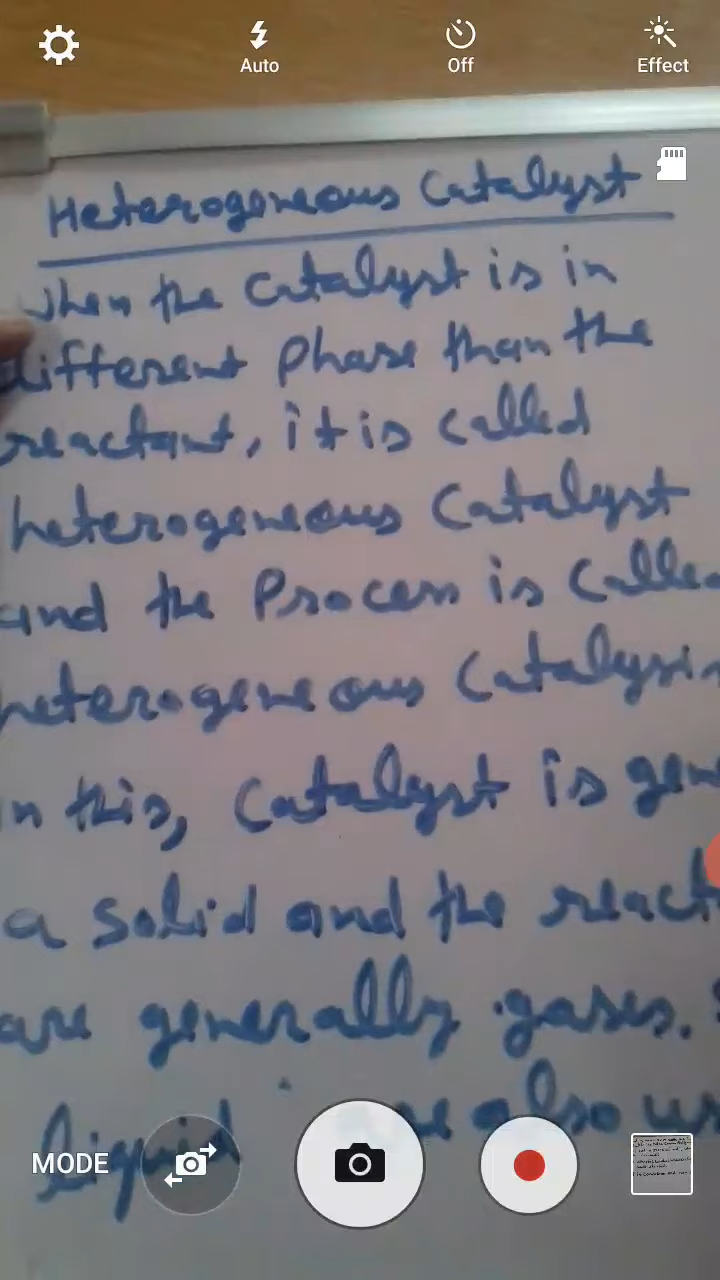 Auto
Off
Effect
Heterogeneous Catalyst
When the Catalyst is in
different Phase than the
reactant, it is called
heterogeneous Catalyst
and the Process is Called
heterogeneous Catalysis
in this, Catalyst is
a solid and the
are generally gases.
liquid also
MODE